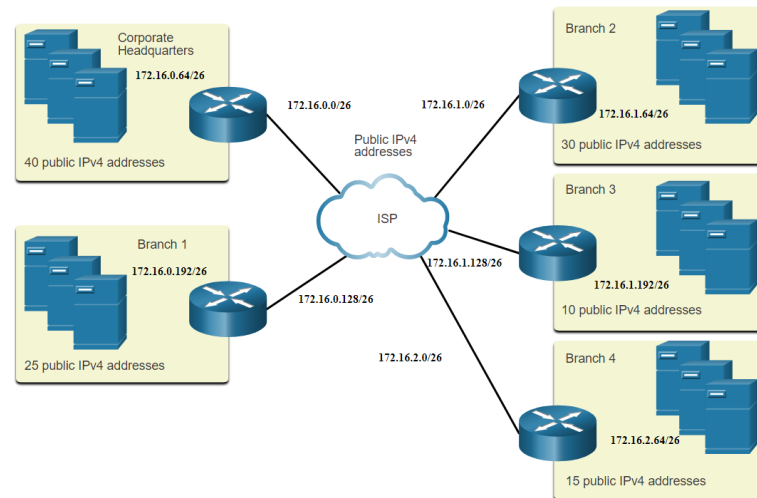 Corporate
Headquarters
172.16.0.64/26
40 public IPv4 addresses
172.16.0.0/26
Branch 1
172.16.0.192/26
25 public IPv4 addresses
172.16.0.128/26
Public IPv4
addresses
ISP
172.16.1.0/26
Branch 2
172.16.1.64/26
30 public IPv4 addresses
172.16.1.128/26
Branch 3
172.16.1.192/26
10 public IPv4 addresses
172.16.2.0/26
Branch 4
172.16.2.64/26
15 public IPv4 addresses